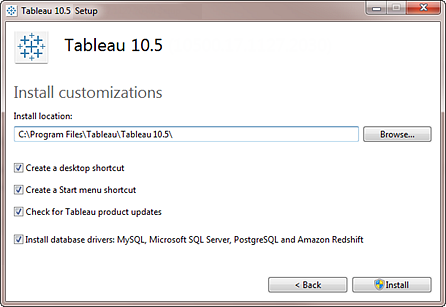 Tableau 10.5 Setup
Tableau 10.5
Install customizations
Install location:
C:\Program Files\Tableau\Tableau 10.5\
Browse...
Create a desktop shortcut
Create a Start menu shortcut
Check for Tableau product updates
Install database drivers: MySQL, Microsoft SQL Server, PostgreSQL and Amazon Redshift
< Back
Install